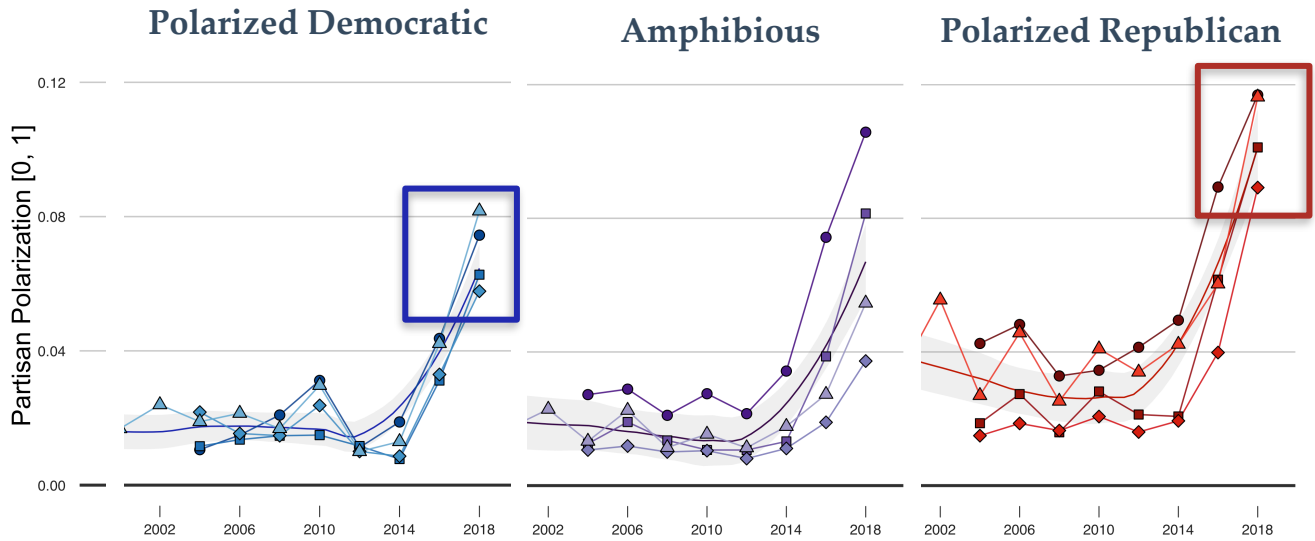 Polarized Democratic
Amphibious
Polarized Republican
Partisan Polarization [0, 1]
0.12
0.08
0.04
0.00
2002 2006 2010 2014 2018
2002 2006 2010 2014 2018
2002 2006 2010 2014 2018